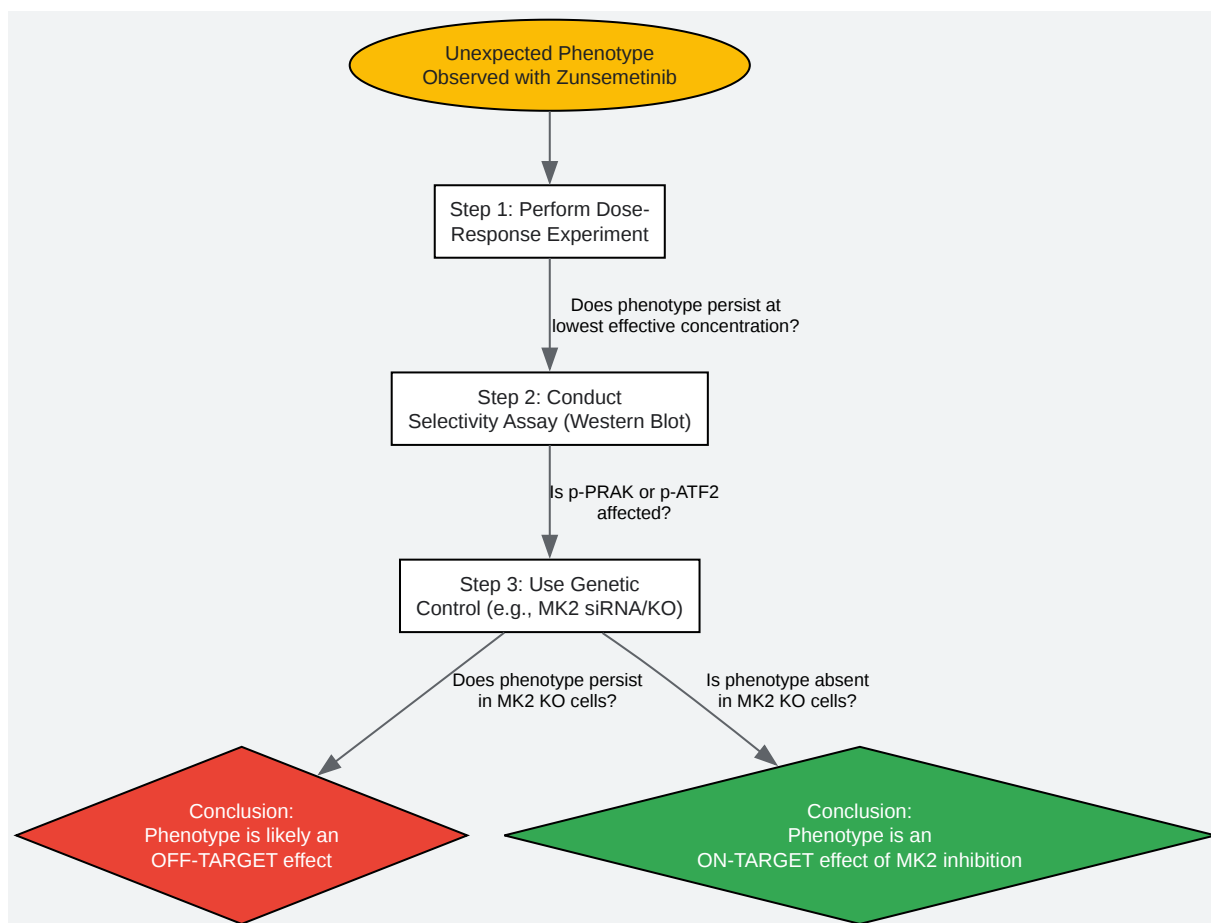 Unexpected Phenotype
Observed with Zunsemetinib
Step 1: Perform Dose-
Response Experiment
Does phenotype persist at
lowest effective concentration?
Step 2: Conduct
Selectivity Assay (Western Blot)
Is p-PRAK or p-ATF2
affected?
Step 3: Use Genetic
Control (e.g., MK2 siRNA/KO)
Does phenotype persist
in MK2 KO cells?
Is phenotype absent
in MK2 KO cells?
Conclusion:
Phenotype is likely an
OFF-TARGET effect
Conclusion:
Phenotype is an
ON-TARGET effect of MK2 inhibition